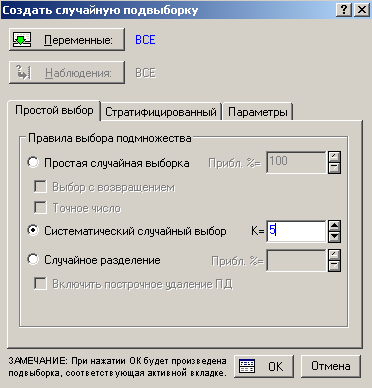 Создать случайную подвыборку
Переменные: ВСЕ
Наблюдения: ВСЕ
Простой выбор Стратифицированный Параметры
Правила выбора подмножества
Простая случайная выборка Прибл. %= 100
Выбор с возвращением
Точное число
Систематический случайный выбор K= 5
Случайное разделение Прибл. %=
Включить построчное удаление ПД
ЗАМЕЧАНИЕ: При нажатии ОК будет произведена
подвыборка, соответствующая активной вкладке.
OK Отмена